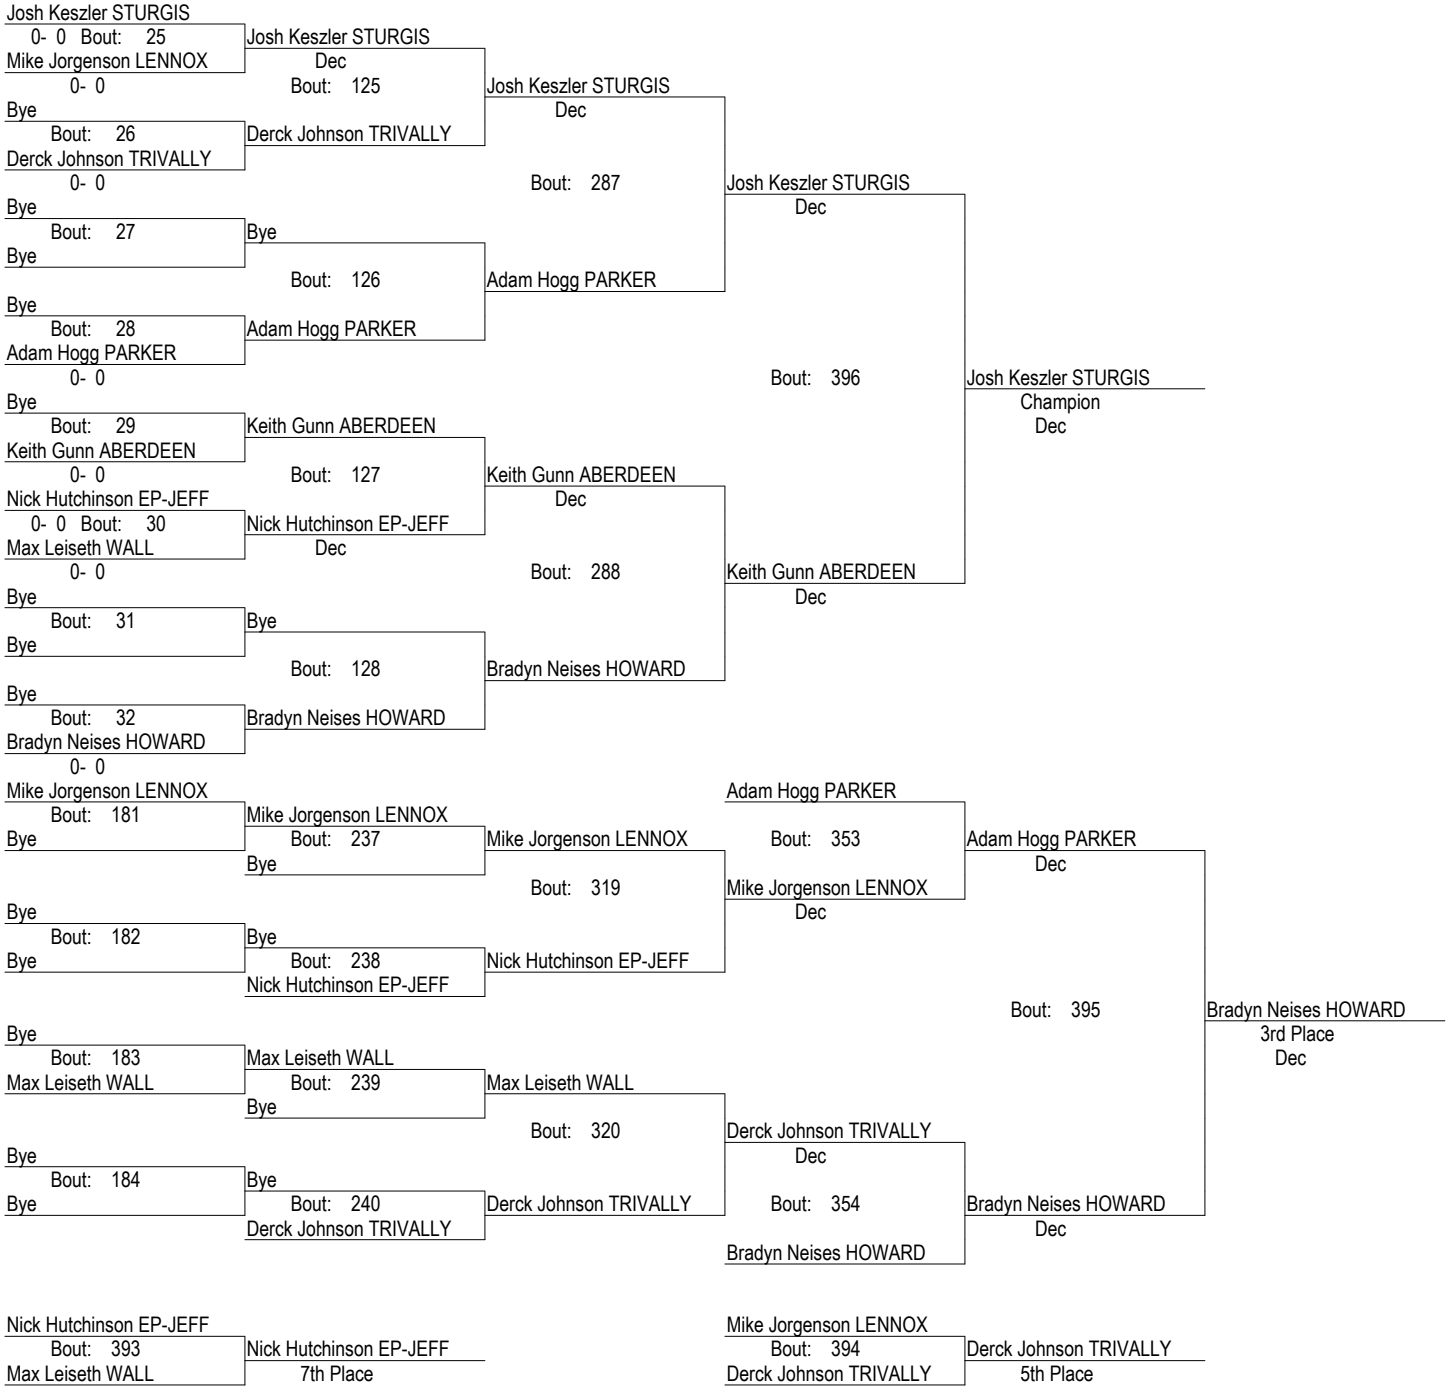 Josh Keszler STURGIS
0- 0 Bout: 25 Josh Keszler STURGIS
Mike Jorgenson LENNOX Dec
0- 0 Bout: 125 Josh Keszler STURGIS
Bye Dec
Bout: 26 Derck Johnson TRIVALLY
Derck Johnson TRIVALLY
0- 0 Bout: 287 Josh Keszler STURGIS
Bye Dec
Bout: 27 Bye
Bye
Bout: 126 Adam Hogg PARKER
Bye
Bout: 28 Adam Hogg PARKER
Adam Hogg PARKER
0- 0 Bout: 396 Josh Keszler STURGIS
Bye Champion
Bout: 29 Keith Gunn ABERDEEN Dec
Keith Gunn ABERDEEN
0- 0 Bout: 127 Keith Gunn ABERDEEN
Nick Hutchinson EP-JEFF Dec
0- 0 Bout: 30 Nick Hutchinson EP-JEFF
Max Leiseth WALL Dec
0- 0 Bout: 288 Keith Gunn ABERDEEN
Bye Dec
Bout: 31 Bye
Bye
Bout: 128 Bradyn Neises HOWARD
Bye
Bout: 32 Bradyn Neises HOWARD
Bradyn Neises HOWARD
0- 0
Mike Jorgenson LENNOX Adam Hogg PARKER
Bout: 181 Mike Jorgenson LENNOX
Bye Bout: 237 Mike Jorgenson LENNOX Bout: 353 Adam Hogg PARKER
Bye Dec
Bout: 319 Mike Jorgenson LENNOX
Bye Dec
Bout: 182 Bye
Bye Bout: 238 Nick Hutchinson EP-JEFF
Nick Hutchinson EP-JEFF
Bout: 395 Bradyn Neises HOWARD
Bye 3rd Place
Bout: 183 Max Leiseth WALL Dec
Max Leiseth WALL Bout: 239 Max Leiseth WALL
Bye
Bout: 320 Derck Johnson TRIVALLY
Bye Dec
Bout: 184 Bye
Bye Bout: 240 Derck Johnson TRIVALLY Bout: 354 Bradyn Neises HOWARD
Derck Johnson TRIVALLY Dec
Bradyn Neises HOWARD
Nick Hutchinson EP-JEFF Mike Jorgenson LENNOX
Bout: 393 Nick Hutchinson EP-JEFF Bout: 394 Derck Johnson TRIVALLY
Max Leiseth WALL 7th Place Derck Johnson TRIVALLY 5th Place